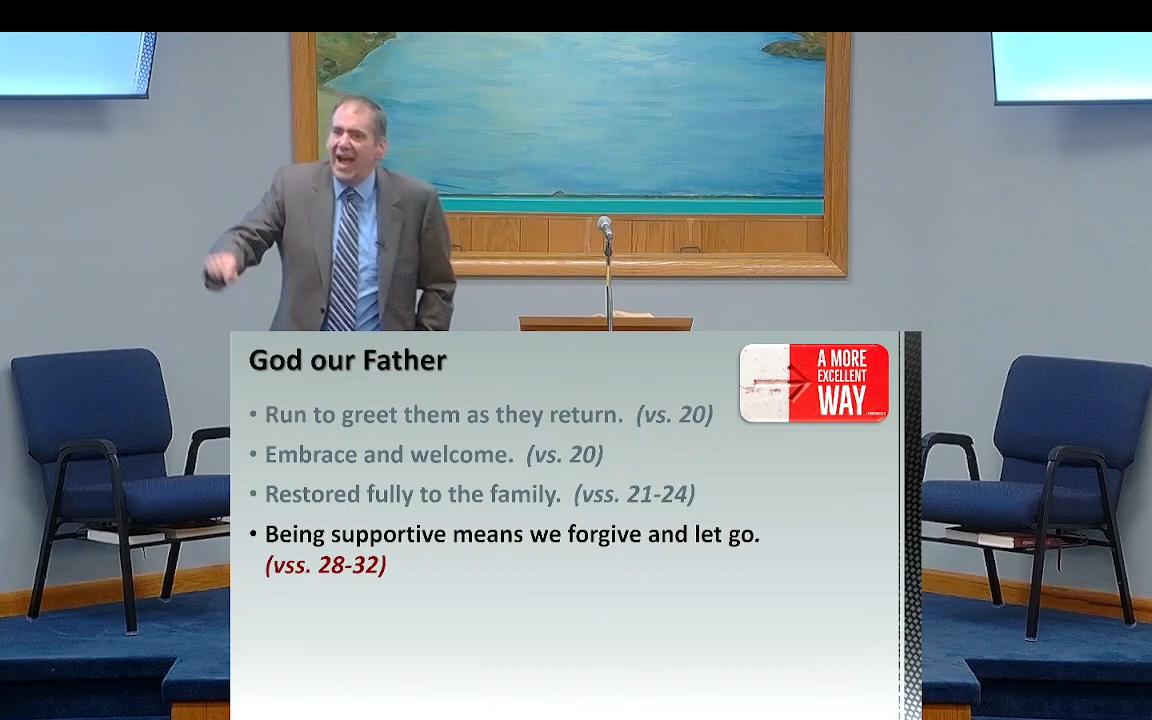 God our Father
A MORE
EXCELLENT
WAY
• Run to greet them as they return. (vs. 20)
• Embrace and welcome. (vs. 20)
• Restored fully to the family. (vss. 21-24)
• Being supportive means we forgive and let go.
(vss. 28-32)